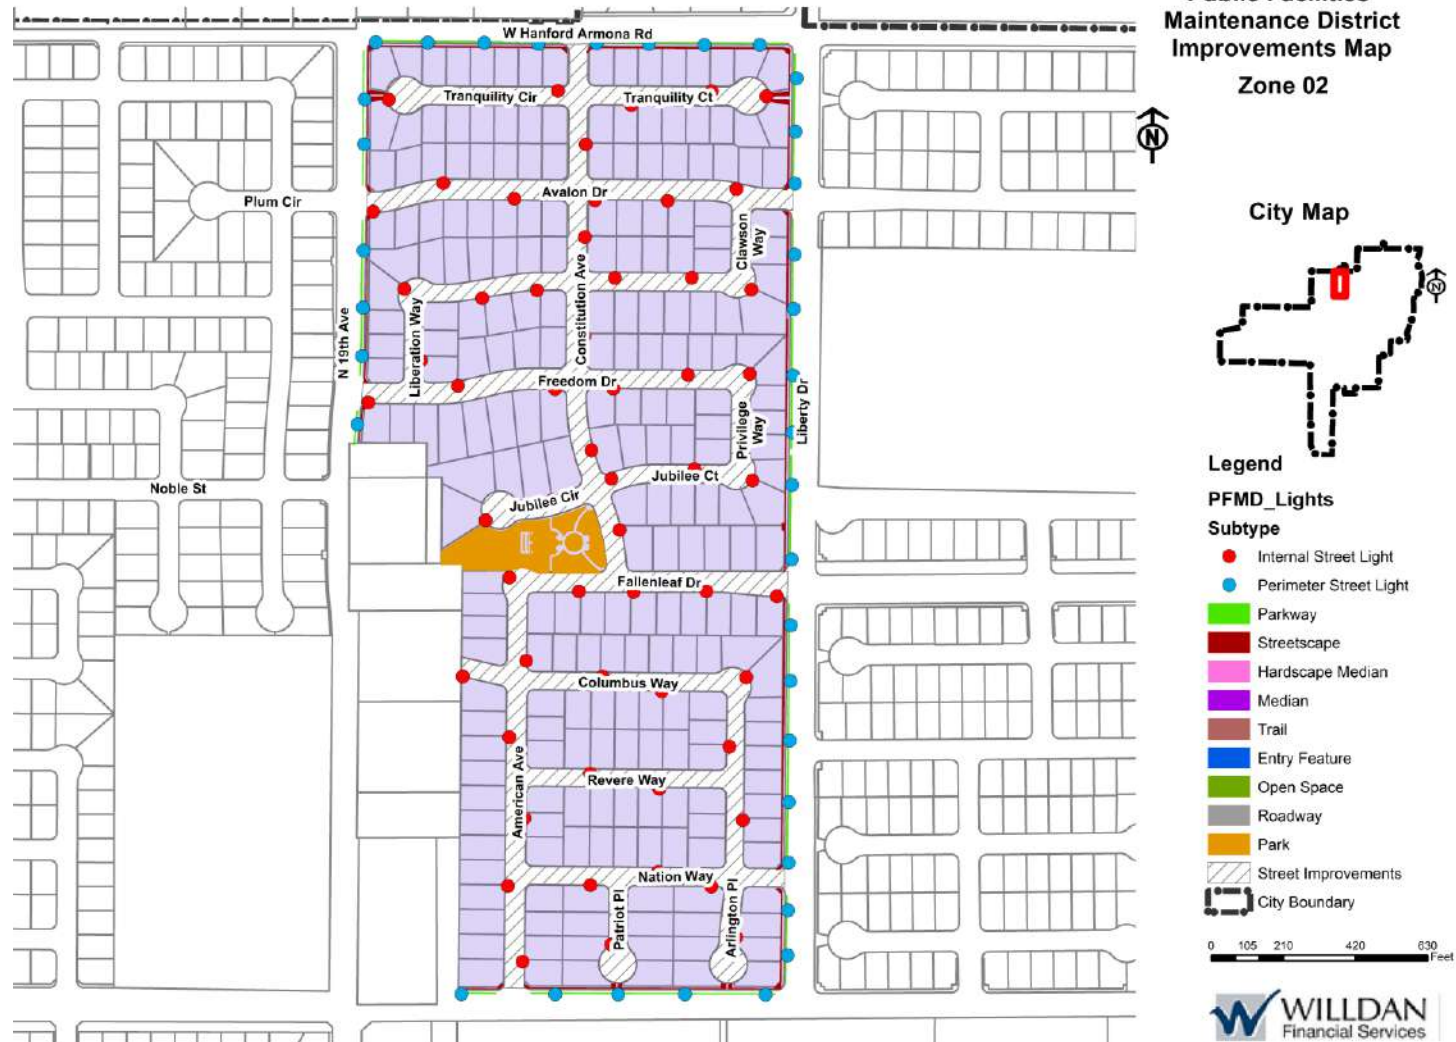 Maintenance District
Improvements Map
Zone 02
N
City Map
N
W Hanford Armona Rd
Tranquility Cir
Tranquility Ct
Plum Cir
Avalon Dr
Clawson
Way
Constitution Ave
Liberation Way
N 19th Ave
Freedom Dr
Privilege
Way
Liberty Dr
Noble St
Jubilee Cir
Jubilee Ct
Fallenleaf Dr
Columbus Way
American Ave
Revere Way
Nation Way
Patriot Pl
Arlington Pl
Legend
PFMD_Lights
Subtype
Internal Street Light
Perimeter Street Light
Parkway
Streetscape
Hardscape Median
Median
Trail
Entry Feature
Open Space
Roadway
Park
Street Improvements
City Boundary
0 105 210 420 630
Feet
WILLDAN
Financial Services